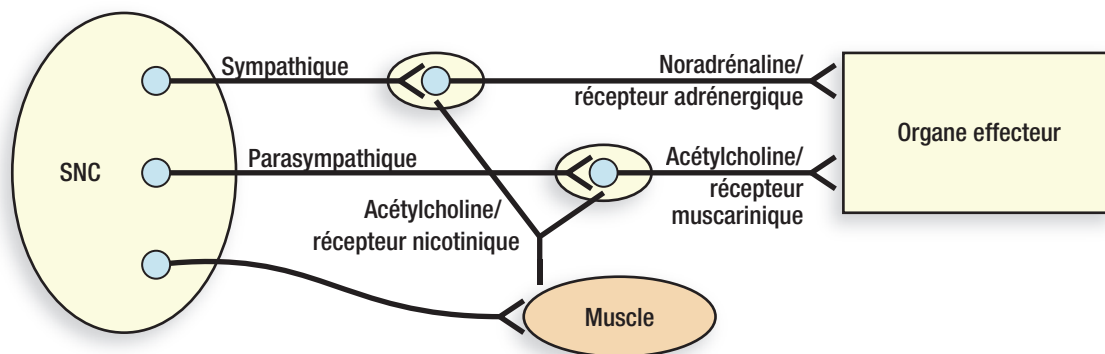 Sympathique
Noradrénaline/
récepteur adrénergique
SNC
Parasympathique
Acétylcholine/
récepteur
muscarinique
Organe effecteur
Acétylcholine/
récepteur nicotinique
Muscle